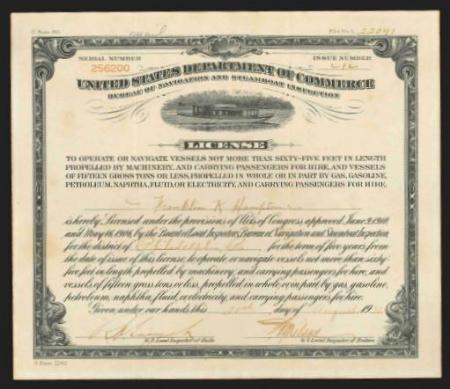 SERIAL NUMBER
256200
ISSUE NUMBER
UNITED STATES DEPARTMENT OF COMMERCE
BUREAU OF NAVIGATION AND STEAMBOAT INSPECTION
LICENSE
TO OPERATE OR NAVIGATE VESSELS NOT MORE THAN SIXTY-FIVE FEET IN LENGTH
PROPELLED BY MACHINERY, AND CARRYING PASSENGERS FOR HIRE, AND VESSELS
OF FIFTEEN GROSS TONS OR LESS, PROPELLED IN WHOLE OR IN PART BY GAS, GASOLINE,
PETROLEUM, NAPHTHA, FLUID, OR ELECTRICITY, AND CARRYING PASSENGERS FOR HIRE.
Franklin K. Hampton
is hereby Licensed under the provisions of Acts of Congress approved June 9, 1910,
and May 16, 1908, by the Board of Local Inspectors, Bureau of Navigation and Steamboat Inspection
for the district of Philadelphia, for the term of five years from
the date of issue of this license, to operate or navigate vessels not more than sixty-
five feet in length, propelled by machinery, and carrying passengers for hire, and
vessels of fifteen gross tons or less, propelled in whole or in part by gas, gasoline,
petroleum, naphtha, fluid, or electricity, and carrying passengers for hire.
Given under our hands this day of August, 19
U.S. Local Inspector of Hulls
U.S. Local Inspector of Boilers